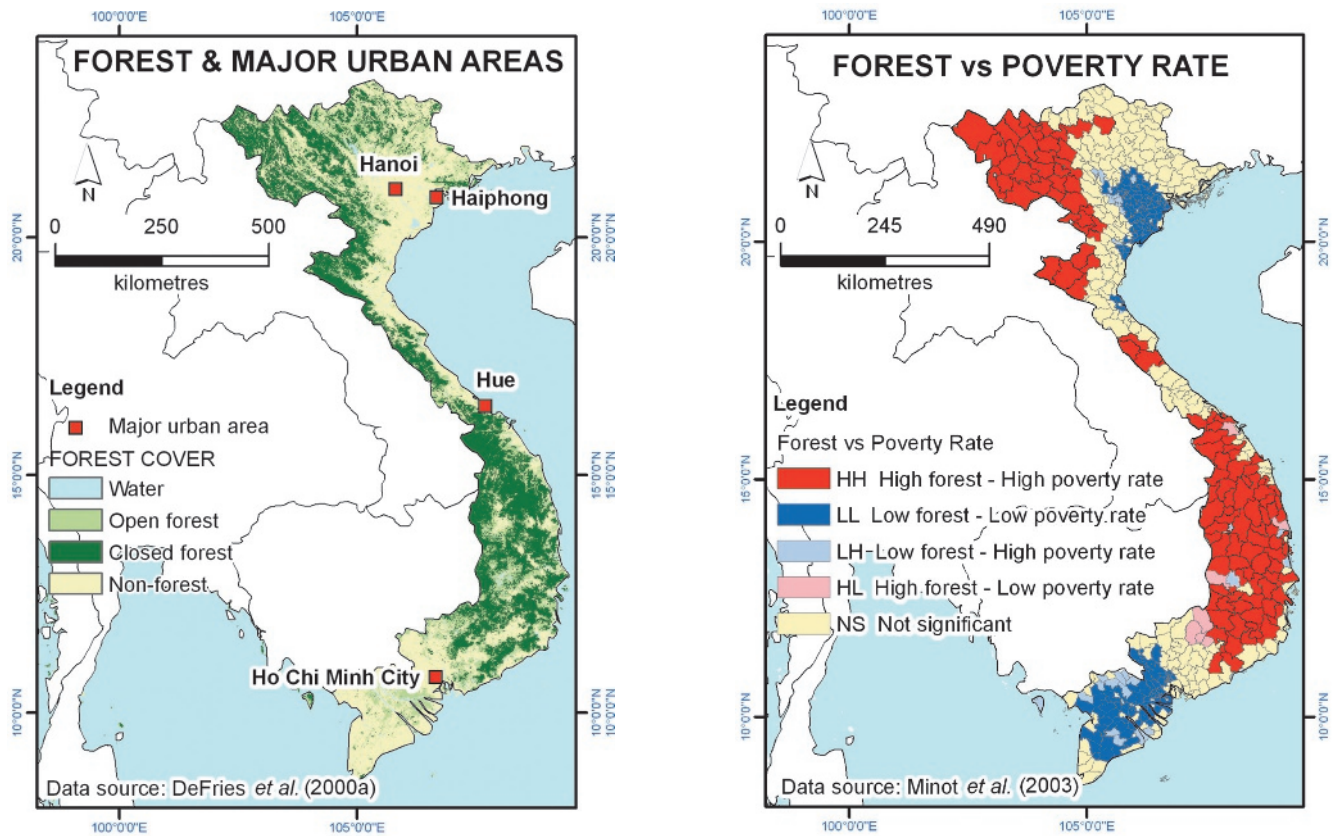 100°0'0"E
105°0'0"E
FOREST & MAJOR URBAN AREAS
N
Hanoi
Haiphong
0 250 500
kilometres
20°0'0"N
20°0'0"N
Hue
Legend
Major urban area
FOREST COVER
Water
Open forest
Closed forest
Non-forest
15°0'0"N
15°0'0"N
Ho Chi Minh City
10°0'0"N
10°0'0"N
Data source: DeFries et al. (2000a)
100°0'0"E
105°0'0"E
100°0'0"E
105°0'0"E
FOREST vs POVERTY RATE
N
0 245 490
kilometres
20°0'0"N
20°0'0"N
Legend
Forest vs Poverty Rate
HH High forest - High poverty rate
LL Low forest - Low poverty rate
LH Low forest - High poverty rate
HL High forest - Low poverty rate
NS Not significant
15°0'0"N
15°0'0"N
10°0'0"N
10°0'0"N
Data source: Minot et al. (2003)
100°0'0"E
105°0'0"E